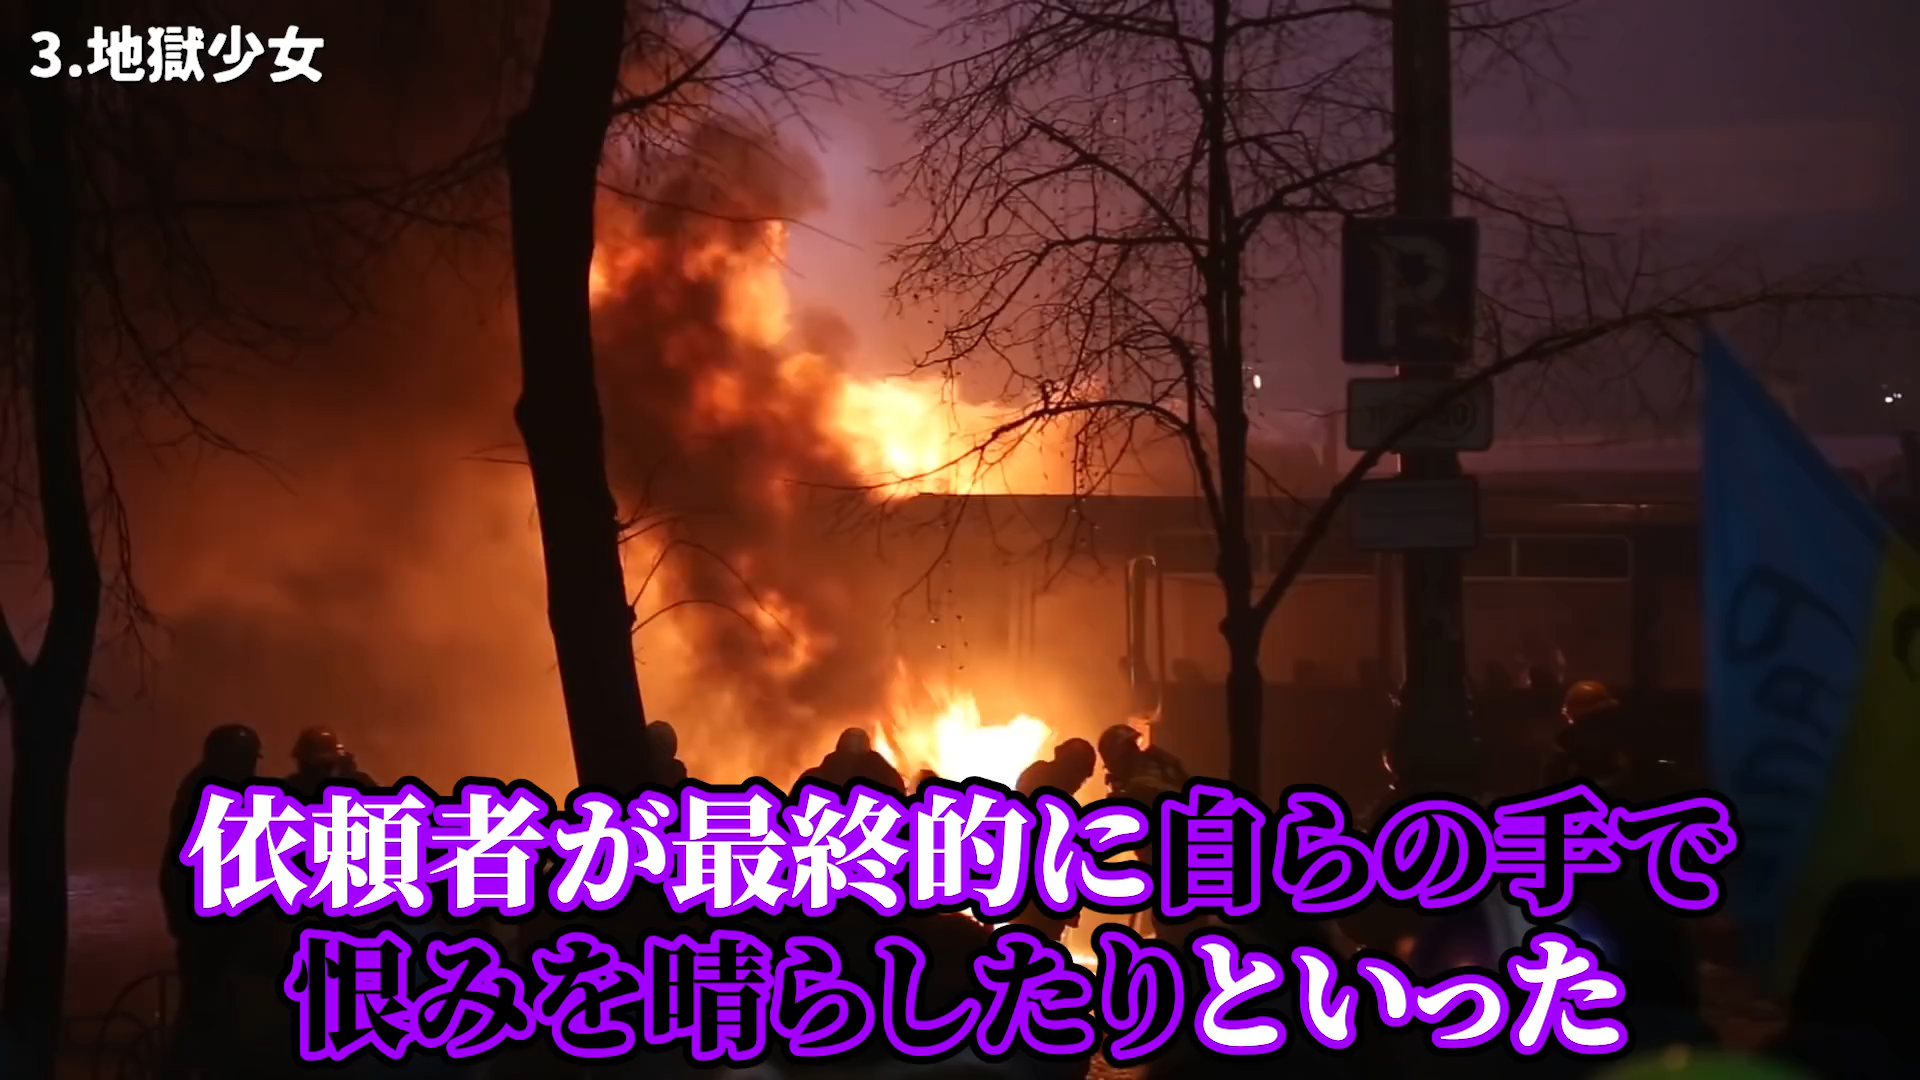 3.地獄少女
P
依頼者が最終的に自らの手で
恨みを晴らしたりといった